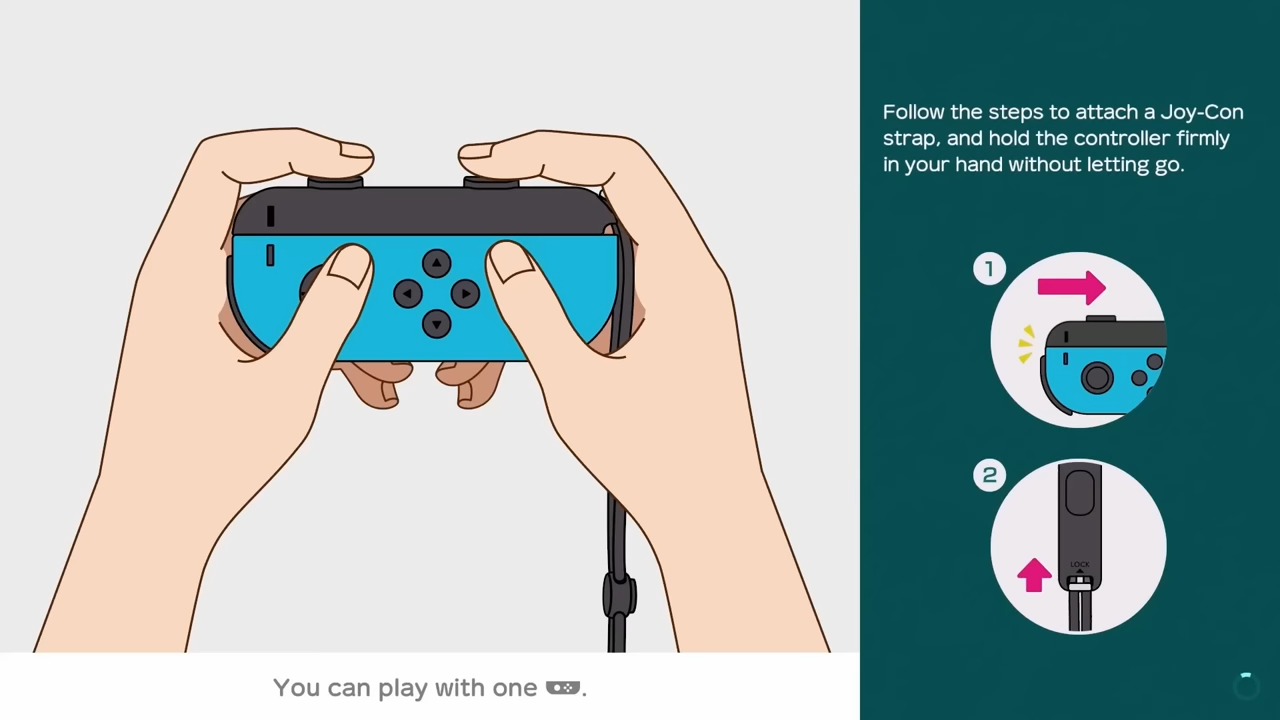 Follow the steps to attach a Joy-Con
strap, and hold the controller firmly
in your hand without letting go.
1
2
LOCK
You can play with one .